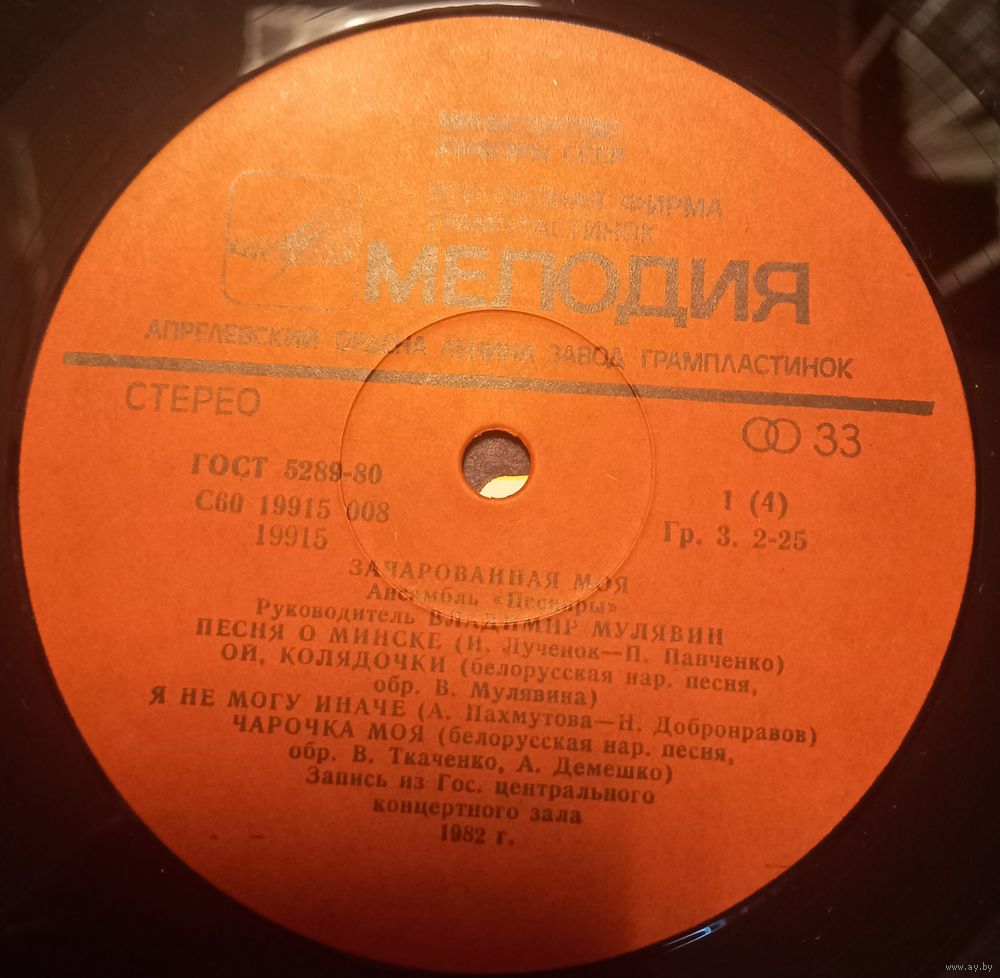 МИНИСТЕРСТВО
КУЛЬТУРЫ СССР
ВСЕСОЮЗНАЯ ФИРМА
ГРАМПЛАСТИНОК
МЕЛОДИЯ
АПРЕЛЕВСКИЙ ОРДЕНА ЛЕНИНА ЗАВОД ГРАМПЛАСТИНОК
СТЕРЕО
33
ГОСТ 5289-80
С60 19915 008
19915
1 (4)
Гр. 3. 2-25
ЗАЧАРОВАННАЯ МОЯ
Ансамбль «Песняры»
Руководитель ВЛАДИМИР МУЛЯВИН
ПЕСНЯ О МИНСКЕ (И. Лученок—П. Панченко)
ОЙ, КОЛЯДОЧКИ (белорусская нар. песня,
обр. В. Мулявина)
Я НЕ МОГУ ИНАЧЕ (А. Пахмутова—Н. Добронравов)
ЧАРОЧКА МОЯ (белорусская нар. песня,
обр. В. Ткаченко, А. Демешко)
Запись из Гос. центрального
концертного зала
1982 г.
www.ay.by